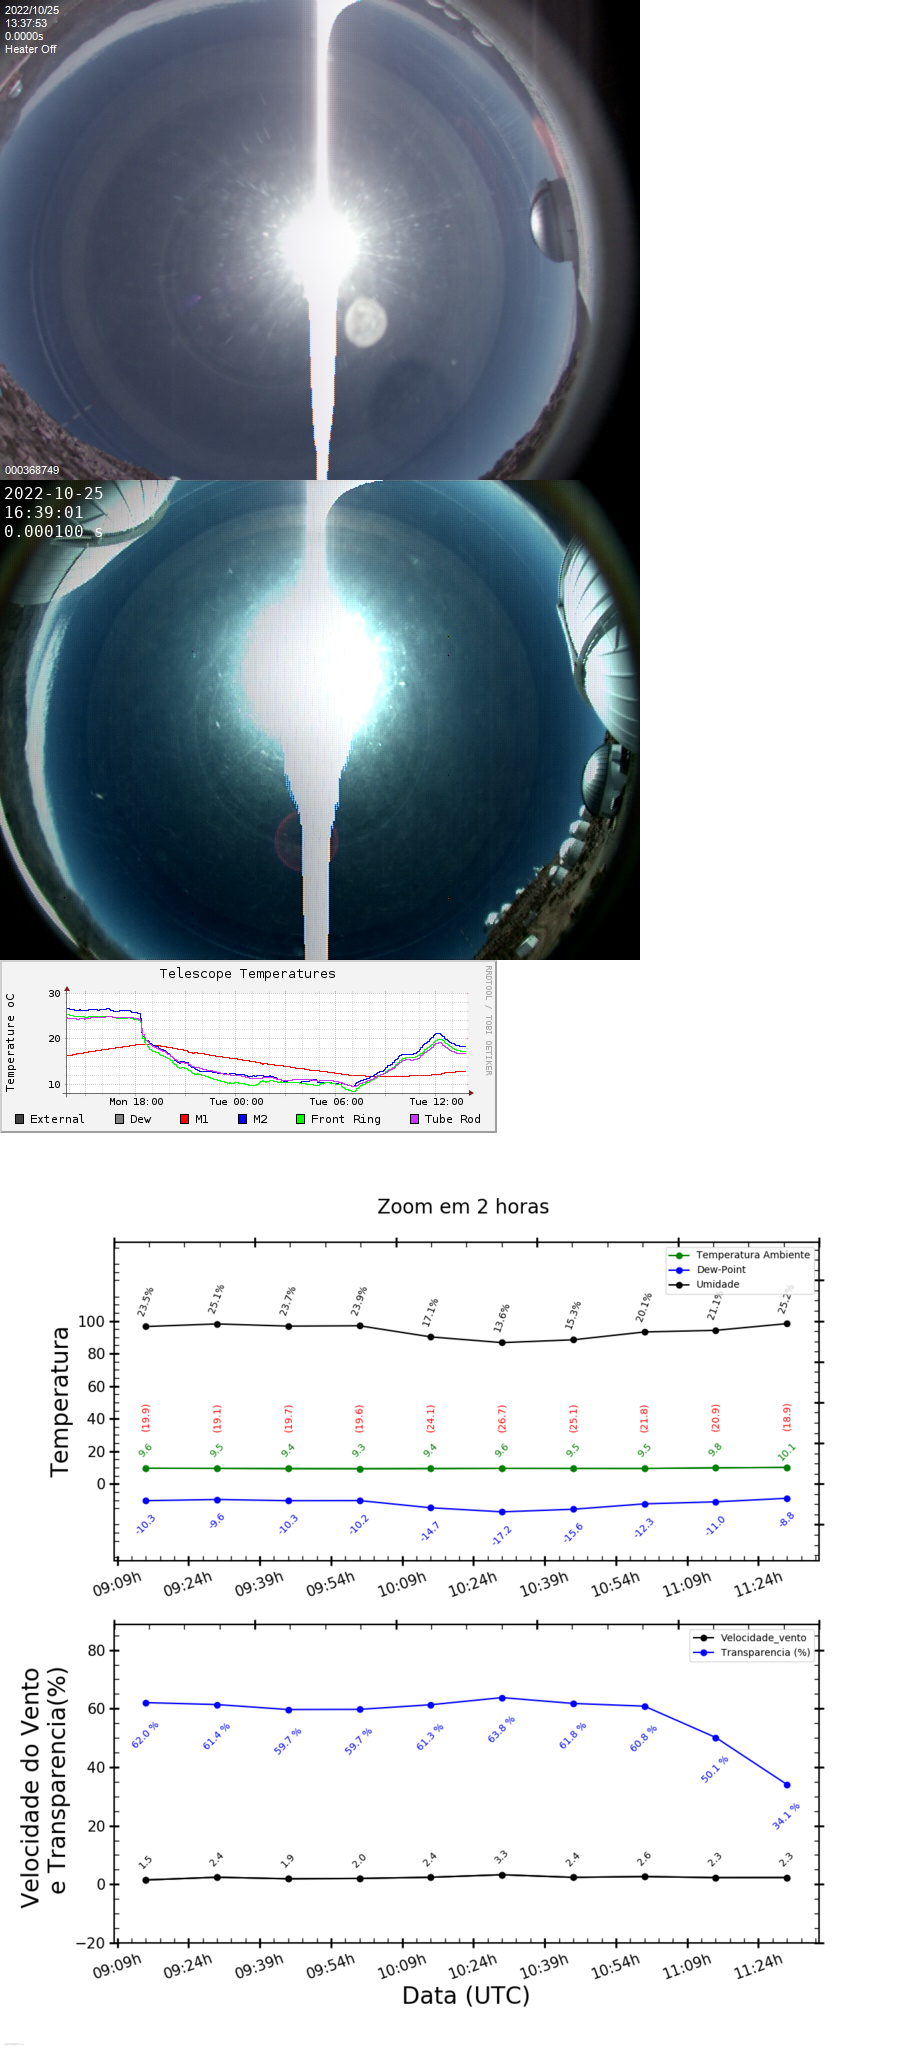 2022/10/25
13:37:53
0.0000s
Heater Off
000368749
2022-10-25
16:39:01
0.000100 s
Telescope Temperatures
RRDTOOL / TOBI OETIKER
Temperature oC
30
20
10
Mon 18:00 Tue 00:00 Tue 06:00 Tue 12:00
External Dew M1 M2 Front Ring Tube Rod
Zoom em 2 horas
Temperatura Ambiente
Dew-Point
Umidade
Temperatura
100
80
60
40
20
0
23.5% 25.1% 23.7% 23.9% 17.1% 13.6% 15.3% 20.1% 21.1% 25.2%
(19.9) (19.1) (19.7) (19.6) (24.1) (26.7) (25.1) (21.8) (20.9) (18.9)
9.6 9.5 9.4 9.3 9.4 9.6 9.5 9.5 9.8 10.1
-10.3 -9.6 -10.3 -10.2 -14.7 -17.2 -15.6 -12.3 -11.0 -8.8
09:09h 09:24h 09:39h 09:54h 10:09h 10:24h 10:39h 10:54h 11:09h 11:24h
Velocidade_vento
Transparencia (%)
Velocidade do Vento
e Transparencia(%)
80
60
40
20
0
−20
62.0 % 61.4 % 59.7 % 59.7 % 61.3 % 63.8 % 61.8 % 60.8 % 50.1 % 34.1 %
1.5 2.4 1.9 2.0 2.4 3.3 2.4 2.6 2.3 2.3
09:09h 09:24h 09:39h 09:54h 10:09h 10:24h 10:39h 10:54h 11:09h 11:24h
Data (UTC)